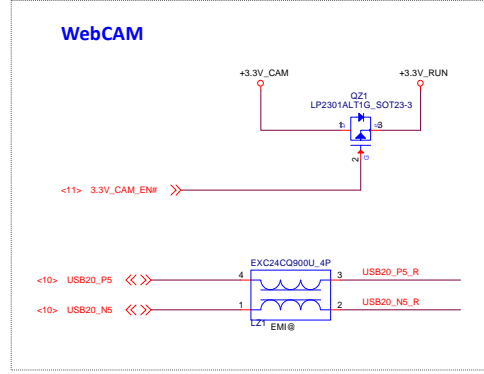 WebCAM
+3.3V_CAM
+3.3V_RUN
QZ1
LP2301ALT1G_SOT23-3
1
3
2
<11> 3.3V_CAM_EN#
EXC24CQ900U_4P
<10> USB20_P5
4
3
USB20_P5_R
<10> USB20_N5
1
2
USB20_N5_R
LZ1
EMI@